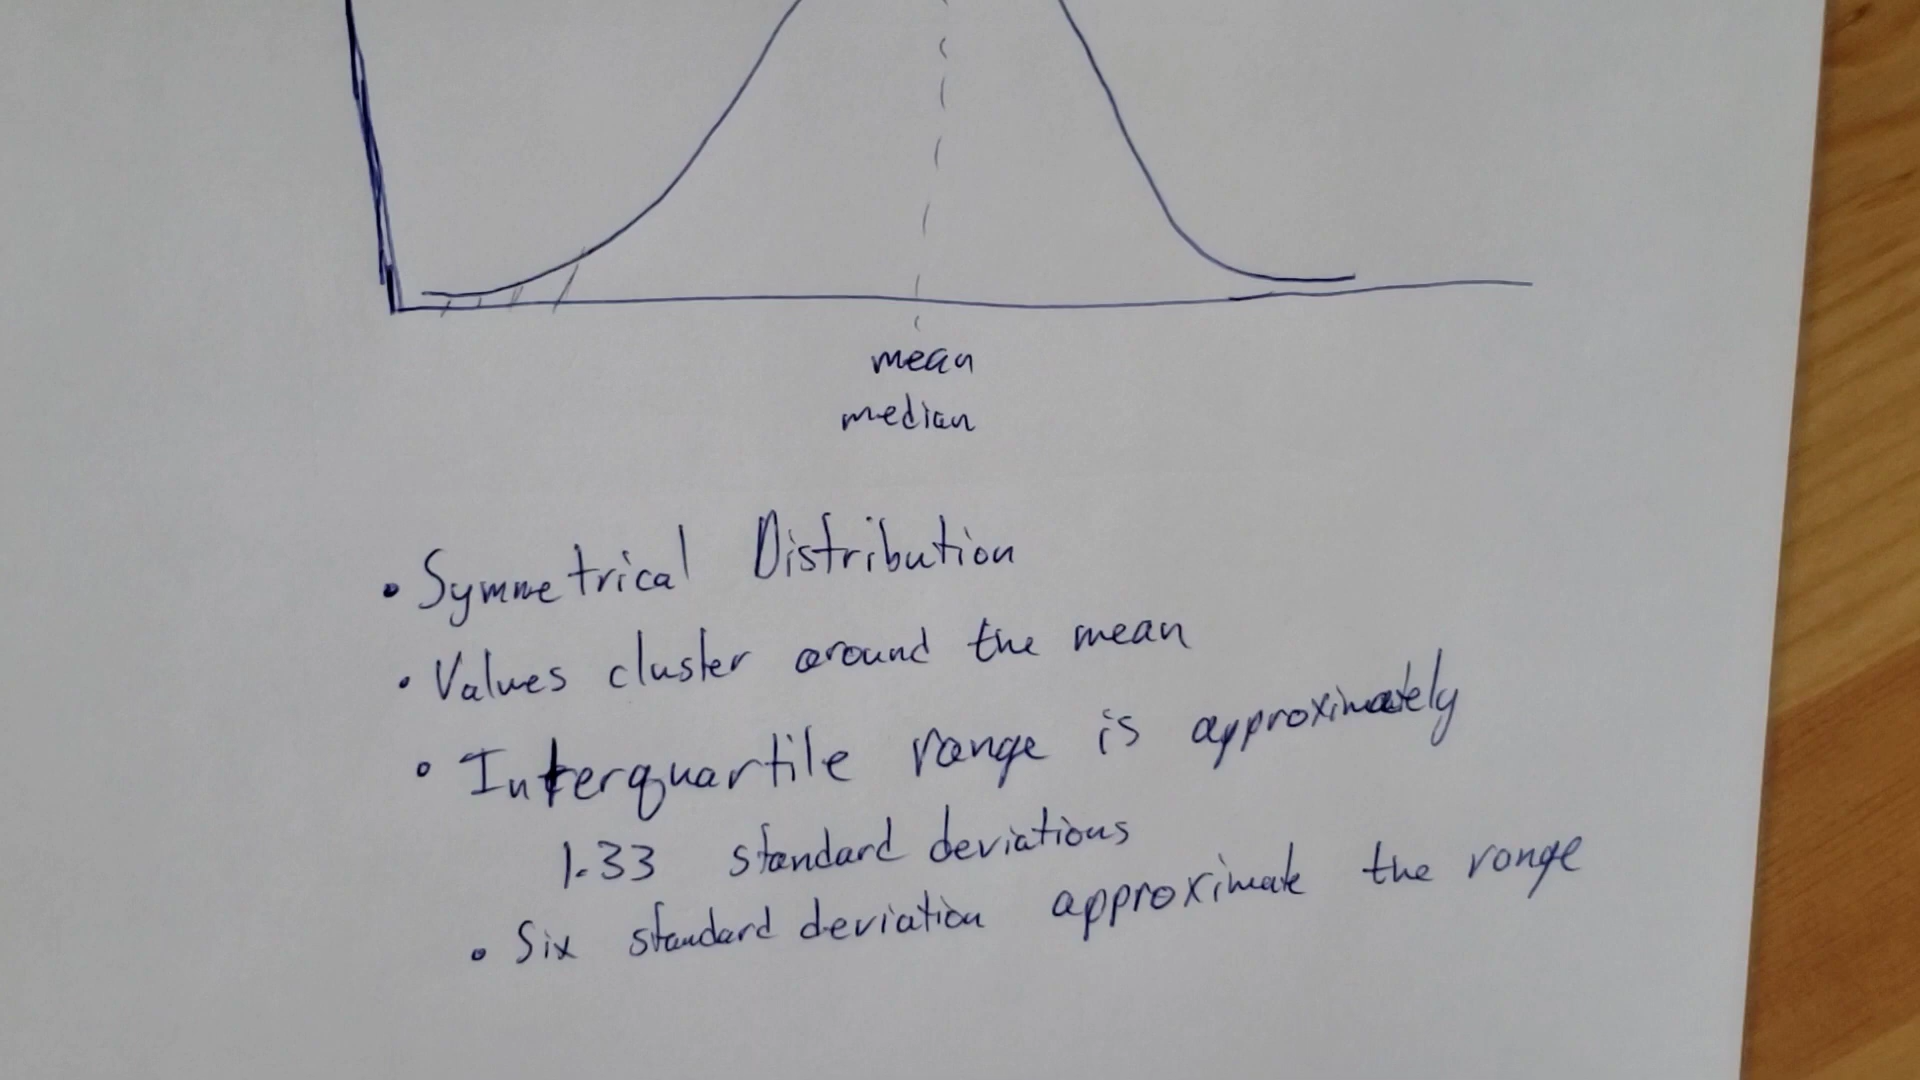 mean
median
• Symmetrical Distribution
• Values cluster around the mean
• Interquartile range is approximately
1.33 standard deviations
• Six standard deviation approximate the range